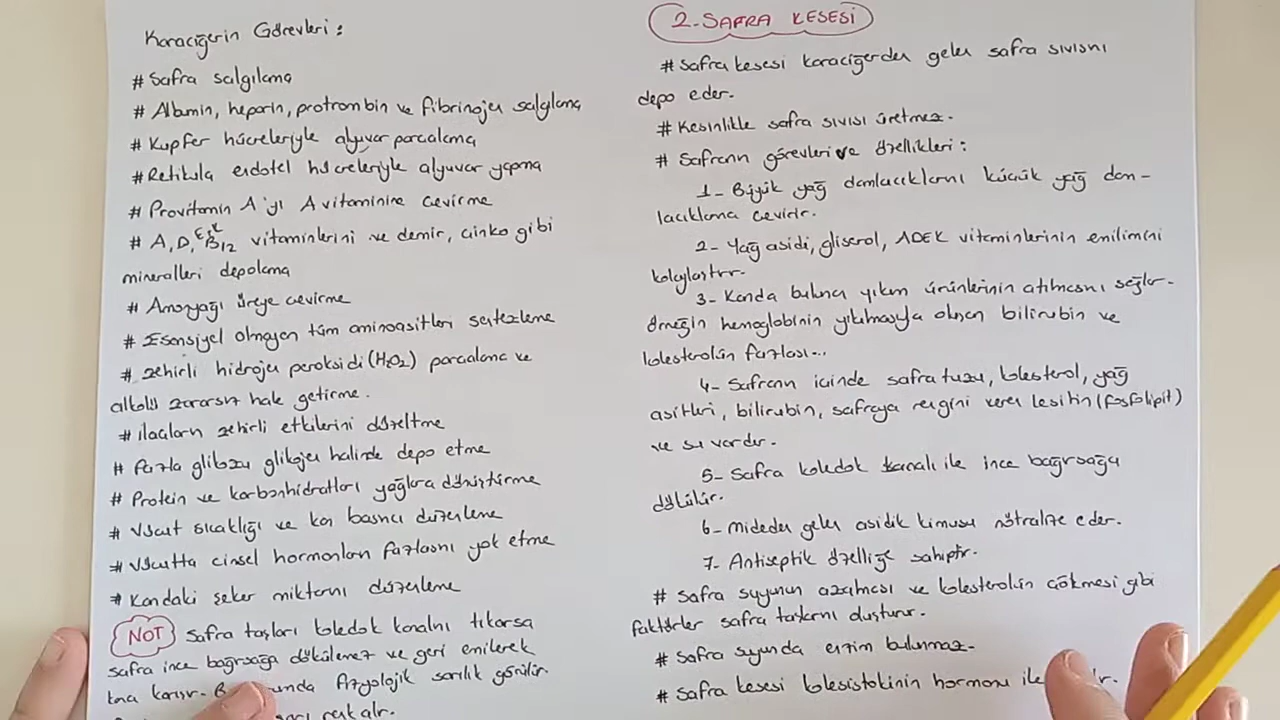 Karaciğerin Görevleri :
# Safra salgılama
# Albumin, heparin, protrombin ve fibrinojen salgılama
# Kupfer hücreleriyle alyuvar parçalama
# Retikula endotel hücreleriyle alyuvar yapma
# Provitamin A'yı A vitaminine çevirme
# A, D, E, K, B12 vitaminlerini ve demir, çinko gibi
mineralleri depolama
# Amonyağı üreye çevirme
# Esansiyel olmayan tüm aminoasitleri sentezleme
# Zehirli hidrojen peroksidi (H2O2) parçalama ve
alkolü zararsız hale getirme.
# İlaçların zehirli etkilerini düzeltme
# Fazla glikozu glikojen halinde depo etme
# Protein ve karbonhidratları yağlara dönüştürme
# Vücut sıcaklığı ve kan basıncı düzenleme
# Vücutta cinsel hormonların fazlasını yok etme
# Kandaki şeker miktarını düzenleme
NOT Safra taşları koledok kanalını tıkarsa
safra ince bağırsağa dökülemez ve geri emilerek
kana karışır. fizyolojik sarılık görülür.
2-SAFRA KESESİ
# Safra kesesi karaciğerden gelen safra sıvısını
depo eder.
# Kesinlikle safra sıvısı üretmez.
# Safranın görevleri ve özellikleri :
1- Büyük yağ damlacıklarını küçük yağ dam-
lacıklarına çevirir.
2- Yağ asidi, gliserol, ADEK vitaminlerinin emilimini
kolaylaştırır.
3- Kanda bulunan yıkım ürünlerinin atılmasını sağlar.
Örneğin hemoglobinin yıkılmasıyla oluşan bilirubin ve
kolesterolün fazlası...
4- Safranın içinde safra tuzu, kolesterol, yağ
asitleri, bilirubin, safraya rengini veren lesitin (fosfolipit)
ve su vardır.
5- Safra koledok kanalı ile ince bağırsağa
dökülür.
6- Mideden gelen asidik kimusu nötralize eder.
7- Antiseptik özelliğe sahiptir.
# Safra suyunun azalması ve kolesterolün çökmesi gibi
faktörler safra taşlarını oluşturur.
# Safra suyunda enzim bulunmaz.
# Safra kesesi kolesistokinin hormonu ile